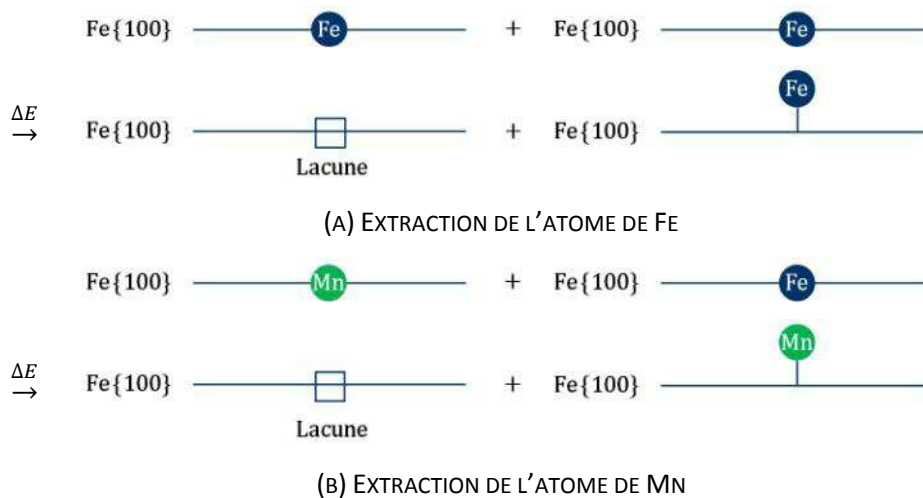 Fe{100} Fe + Fe{100} Fe
Fe
ΔE
→ Fe{100} + Fe{100}
Lacune
(A) EXTRACTION DE L'ATOME DE FE
Fe{100} Mn + Fe{100} Fe
Mn
ΔE
→ Fe{100} + Fe{100}
Lacune
(B) EXTRACTION DE L'ATOME DE MN